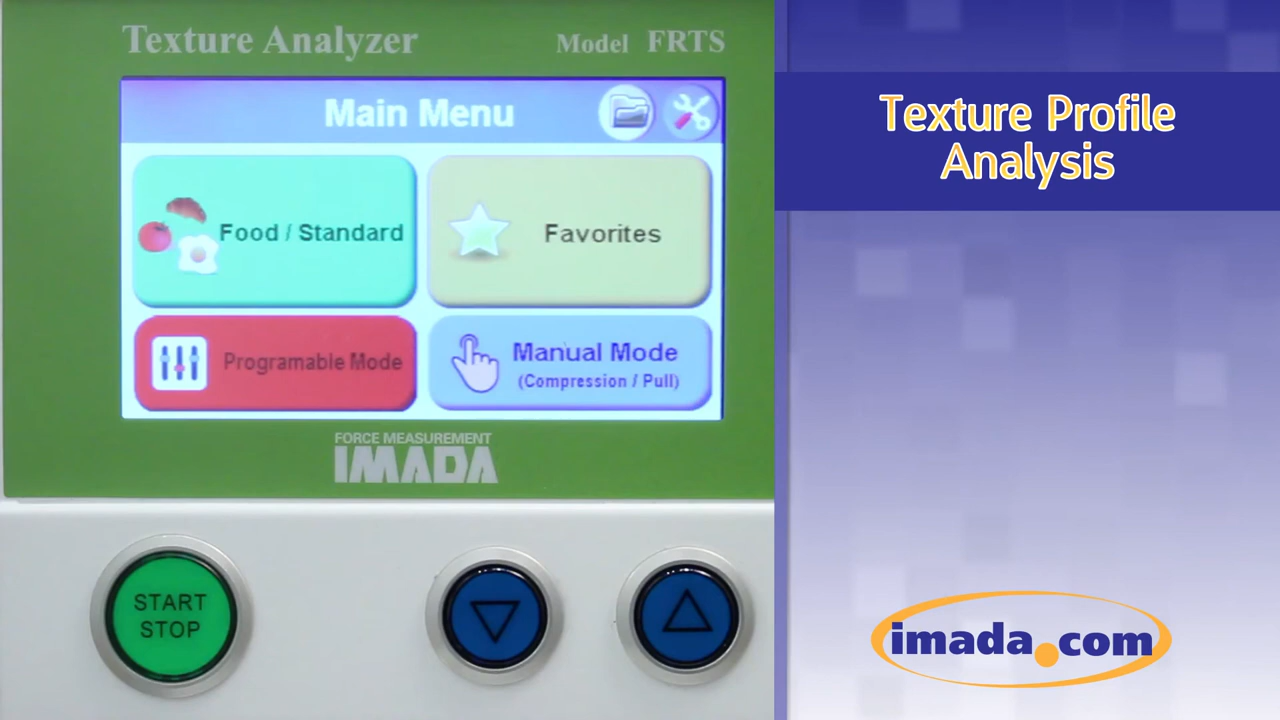 Texture Analyzer
Model FRTS
Main Menu
Food / Standard
Favorites
Programable Mode
Manual Mode
(Compression / Pull)
FORCE MEASUREMENT
IMADA
START
STOP
Texture Profile
Analysis
imada.com